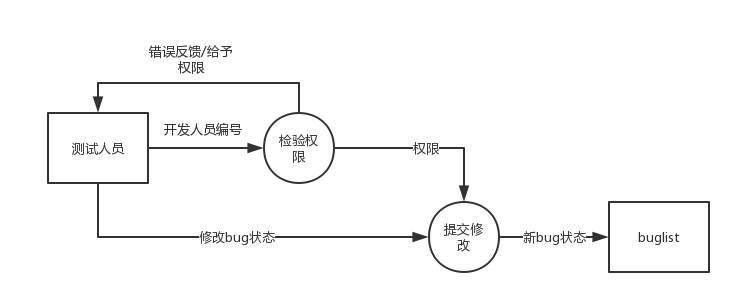 错误反馈/给予
权限
测试人员
开发人员编号
检验权
限
权限
修改bug状态
提交修
改
新bug状态
buglist